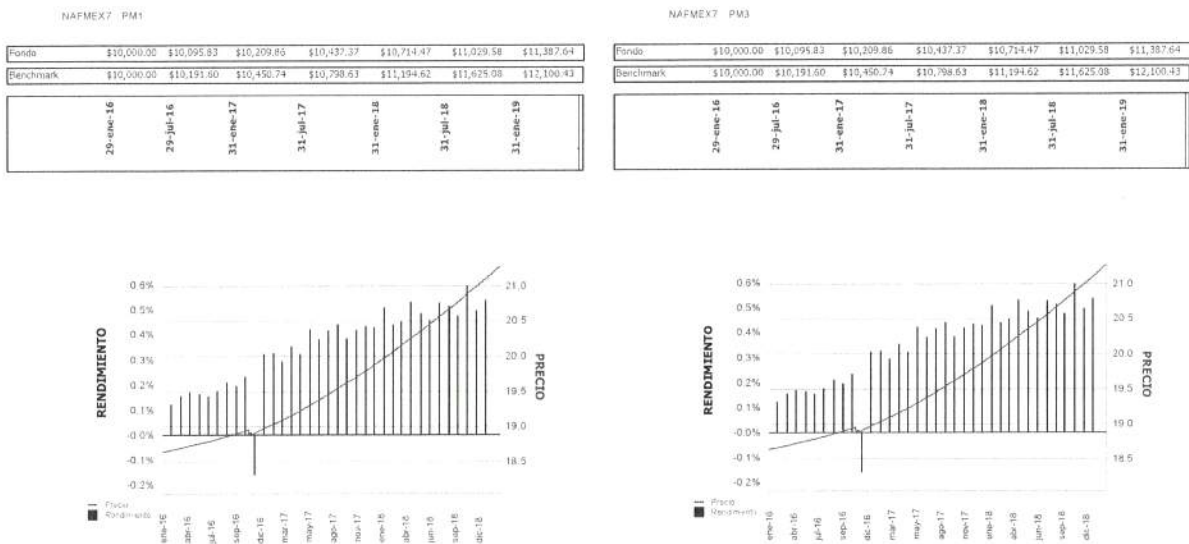 NAFMEX7 PM1
Fondo $10,000.00 $10,095.83 $10,209.86 $10,437.37 $10,714.47 $11,029.58 $11,387.64
Benchmark $10,000.00 $10,191.60 $10,450.74 $10,798.63 $11,194.62 $11,625.08 $12,100.43
29-ene-16 29-jul-16 31-ene-17 31-jul-17 31-ene-18 31-jul-18 31-ene-19
RENDIMIENTO
0.6%
0.5%
0.4%
0.3%
0.2%
0.1%
-0.0%
-0.1%
-0.2%
21.0
20.5
20.0
19.5
19.0
18.5
PRECIO
Precio
Rendimiento
ene-16 abr-16 jul-16 sep-16 dic-16 mar-17 may-17 ago-17 nov-17 ene-18 abr-18 jun-18 sep-18 dic-18
NAFMEX7 PM3
Fondo $10,000.00 $10,095.83 $10,209.86 $10,437.37 $10,714.47 $11,029.58 $11,387.64
Benchmark $10,000.00 $10,191.60 $10,450.74 $10,798.63 $11,194.62 $11,625.08 $12,100.43
29-ene-16 29-jul-16 31-ene-17 31-jul-17 31-ene-18 31-jul-18 31-ene-19
RENDIMIENTO
0.6%
0.5%
0.4%
0.3%
0.2%
0.1%
-0.0%
-0.1%
-0.2%
21.0
20.5
20.0
19.5
19.0
18.5
PRECIO
Precio
Rendimiento
ene-16 abr-16 jul-16 sep-16 dic-16 mar-17 may-17 ago-17 nov-17 ene-18 abr-18 jun-18 sep-18 dic-18